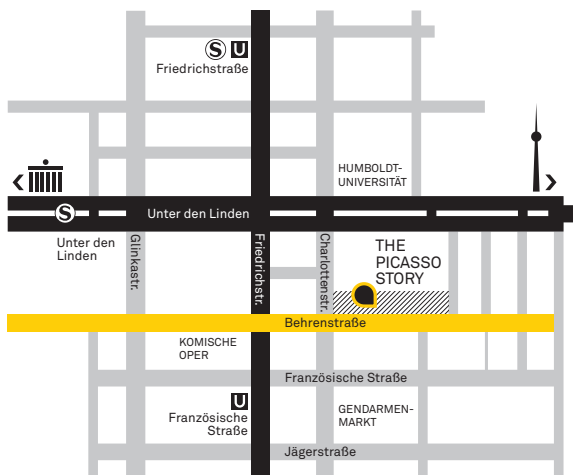 S U
Friedrichstraße
HUMBOLDT-
UNIVERSITÄT
S
Unter den Linden
Unter den
Linden
Glinkastr.
Friedrichstr.
Charlottenstr.
THE
PICASSO
STORY
Behrenstraße
KOMISCHE
OPER
Französische Straße
U
Französische
Straße
GENDARMEN-
MARKT
Jägerstraße